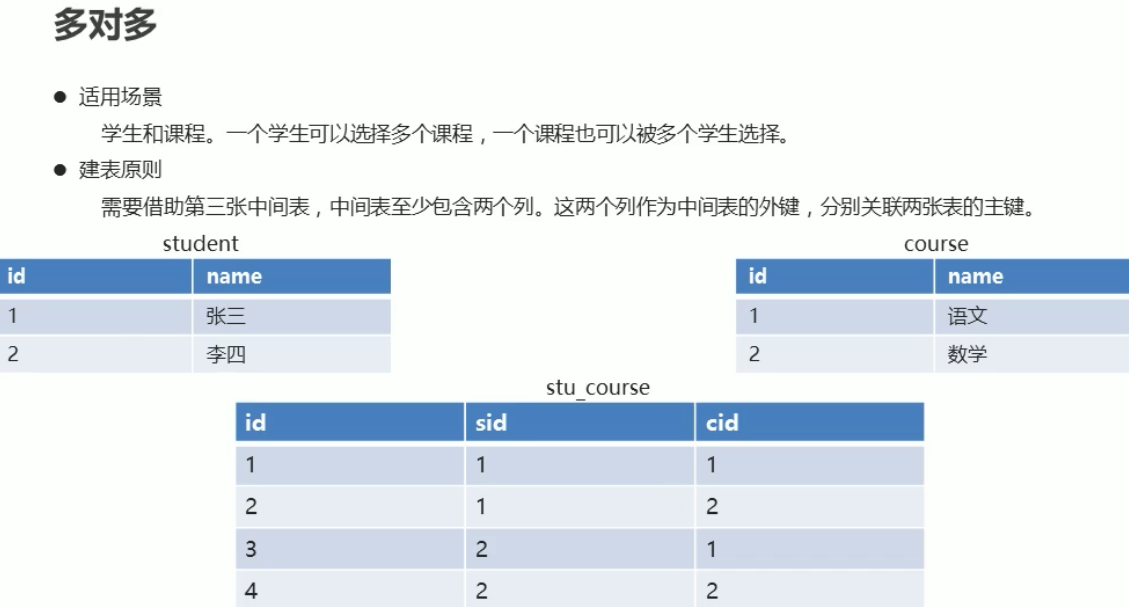 多对多
● 适用场景
学生和课程。一个学生可以选择多个课程，一个课程也可以被多个学生选择。
● 建表原则
需要借助第三张中间表，中间表至少包含两个列。这两个列作为中间表的外键，分别关联两张表的主键。
student
id name
1 张三
2 李四
course
id name
1 语文
2 数学
stu_course
id sid cid
1 1 1
2 1 2
3 2 1
4 2 2